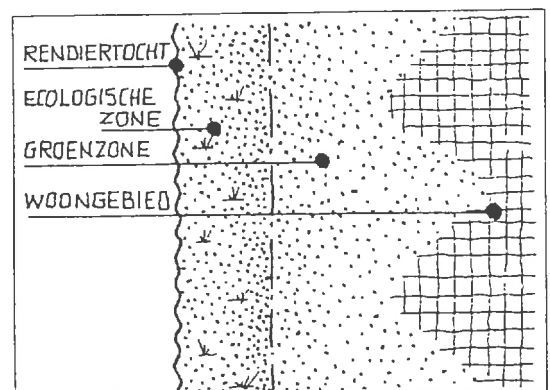 RENDIERTOCHT
ECOLOGISCHE
ZONE
GROENZONE
WOONGEBIED